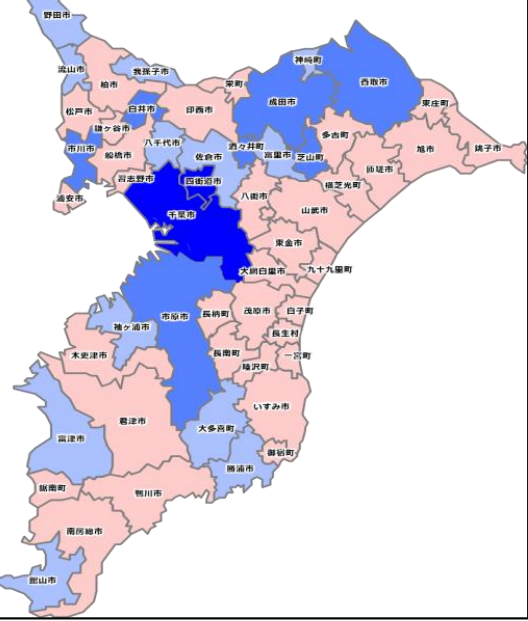 野田市
流山市
柏市
我孫子市
松戸市
白井市
鎌ケ谷市
印西市
栄町
成田市
神崎町
香取市
東庄町
市川市
船橋市
八千代市
佐倉市
酒々井町
富里市
芝山町
多古町
旭市
銚子市
匝瑳市
横芝光町
浦安市
習志野市
四街道市
八街市
山武市
千葉市
東金市
大網白里市
九十九里町
市原市
袖ヶ浦市
長柄町
茂原市
白子町
長生村
木更津市
長南町
睦沢町
一宮町
いすみ市
君津市
大多喜町
富津市
勝浦市
御宿町
鋸南町
鴨川市
南房総市
館山市